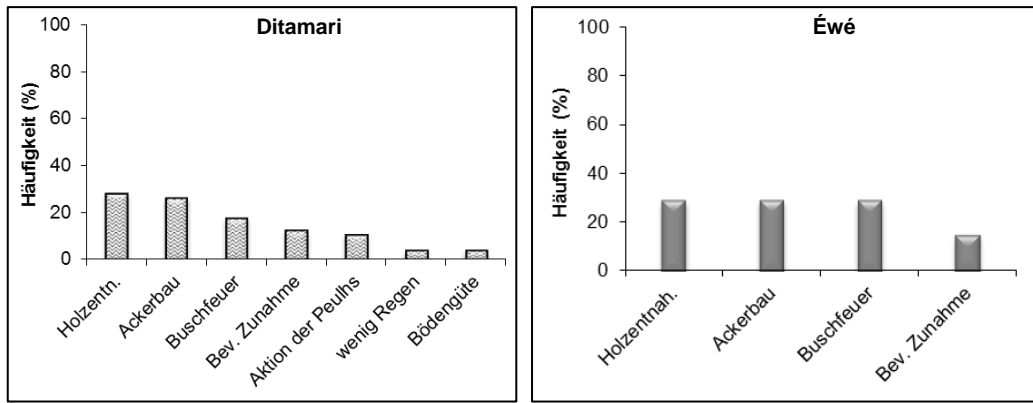 Ditamari
Häufigkeit (%)
100
80
60
40
20
0
Holzentn.
Ackerbau
Buschfeuer
Bev. Zunahme
Aktion der Peulhs
wenig Regen
Bödengüte
Éwé
Häufigkeit (%)
100
80
60
40
20
0
Holzentnah.
Ackerbau
Buschfeuer
Bev. Zunahme